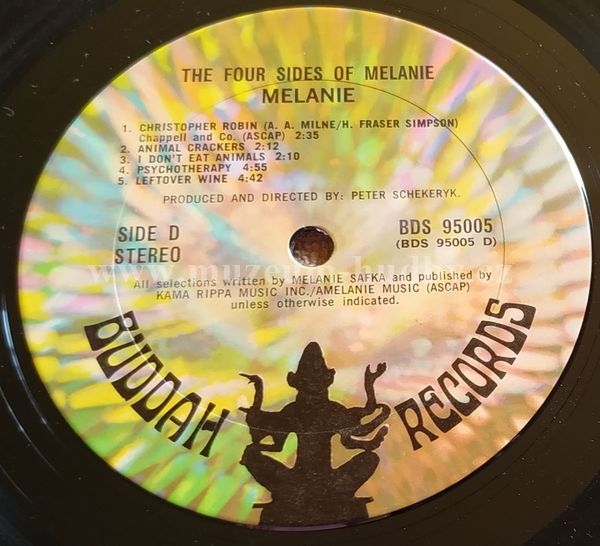 THE FOUR SIDES OF MELANIE
MELANIE
1. CHRISTOPHER ROBIN (A. A. MILNE/H. FRASER SIMPSON)
Chappell and Co. (ASCAP) 2:35
2. ANIMAL CRACKERS 2:12
3. I DON'T EAT ANIMALS 2:10
4. PSYCHOTHERAPY 4:55
5. LEFTOVER WINE 4:42
PRODUCED AND DIRECTED BY: PETER SCHEKERYK.
SIDE D
STEREO
BDS 95005
(BDS 95005 D)
All selections written by MELANIE SAFKA and published by
KAMA RIPPA MUSIC INC./AMELANIE MUSIC (ASCAP)
unless otherwise indicated.
BUDDAH RECORDS